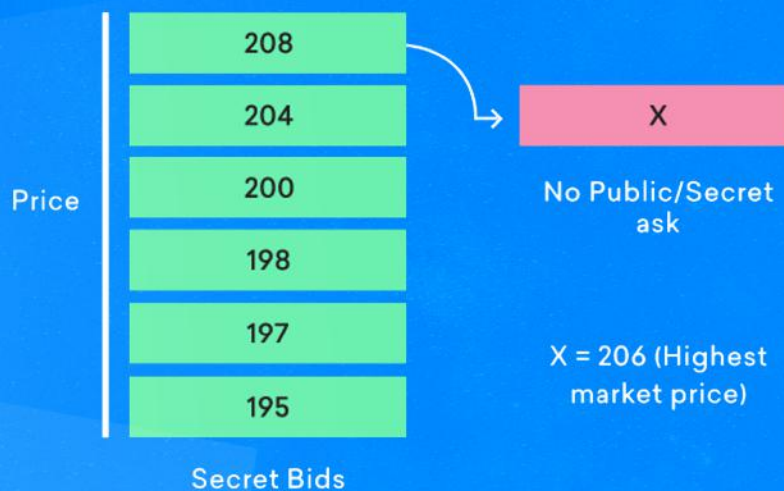 208
204
200
198
197
195
Price
Secret Bids
X
No Public/Secret
ask
X = 206 (Highest
market price)